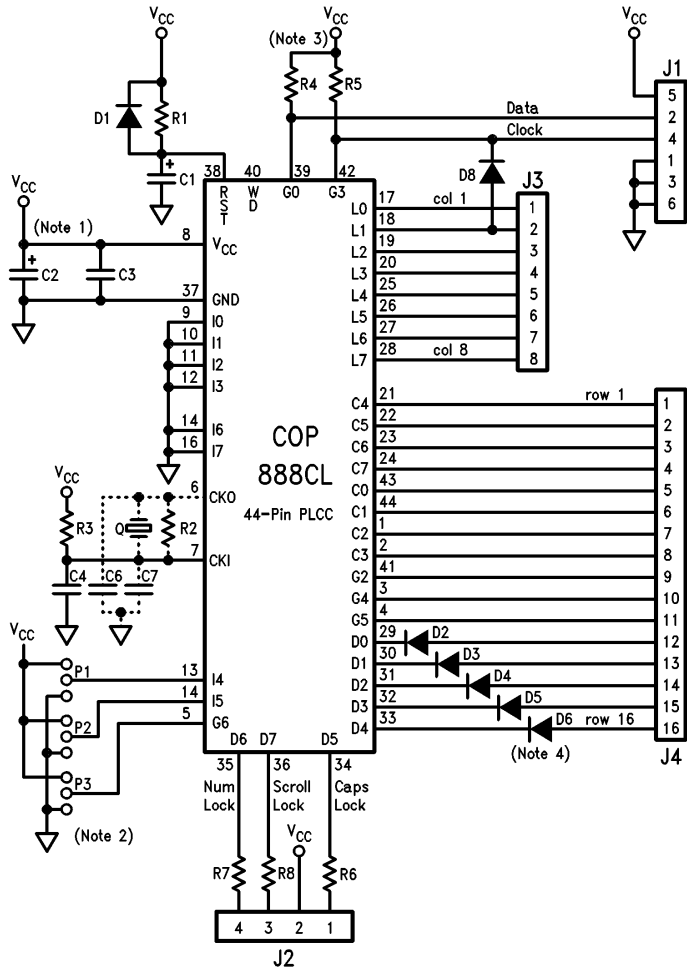 VCC
VCC
VCC
(Note 3)
J1
R4
R5
5
D1
R1
Data
2
Clock
4
+
38
40
39
42
D8
1
C1
RST
WD
G0
G3
J3
3
VCC
L0
17
col 1
1
6
(Note 1)
L1
18
2
8
VCC
L2
19
3
+
C2
C3
L3
20
4
37
GND
L4
25
5
9
I0
L5
26
6
10
I1
L6
27
7
11
I2
L7
28
col 8
8
12
I3
C4
21
row 1
1
14
I6
C5
22
2
16
I7
COP
888CL
44-Pin PLCC
C6
23
3
VCC
C7
24
4
6
CKO
C0
43
5
R3
Q
R2
C1
44
6
C2
1
7
7
CKI
C3
2
8
C4
C6
C7
G2
41
9
G4
3
10
VCC
G5
4
11
D0
29
D2
12
P1
13
I4
D1
30
D3
13
14
I5
D2
31
D4
14
P2
5
G6
D3
32
D5
15
D4
33
D6
row 16
16
D6
D7
D5
(Note 4)
J4
P3
35
36
34
Num
Lock
Scroll
Lock
Caps
Lock
(Note 2)
VCC
R7
R8
R6
4
3
2
1
J2